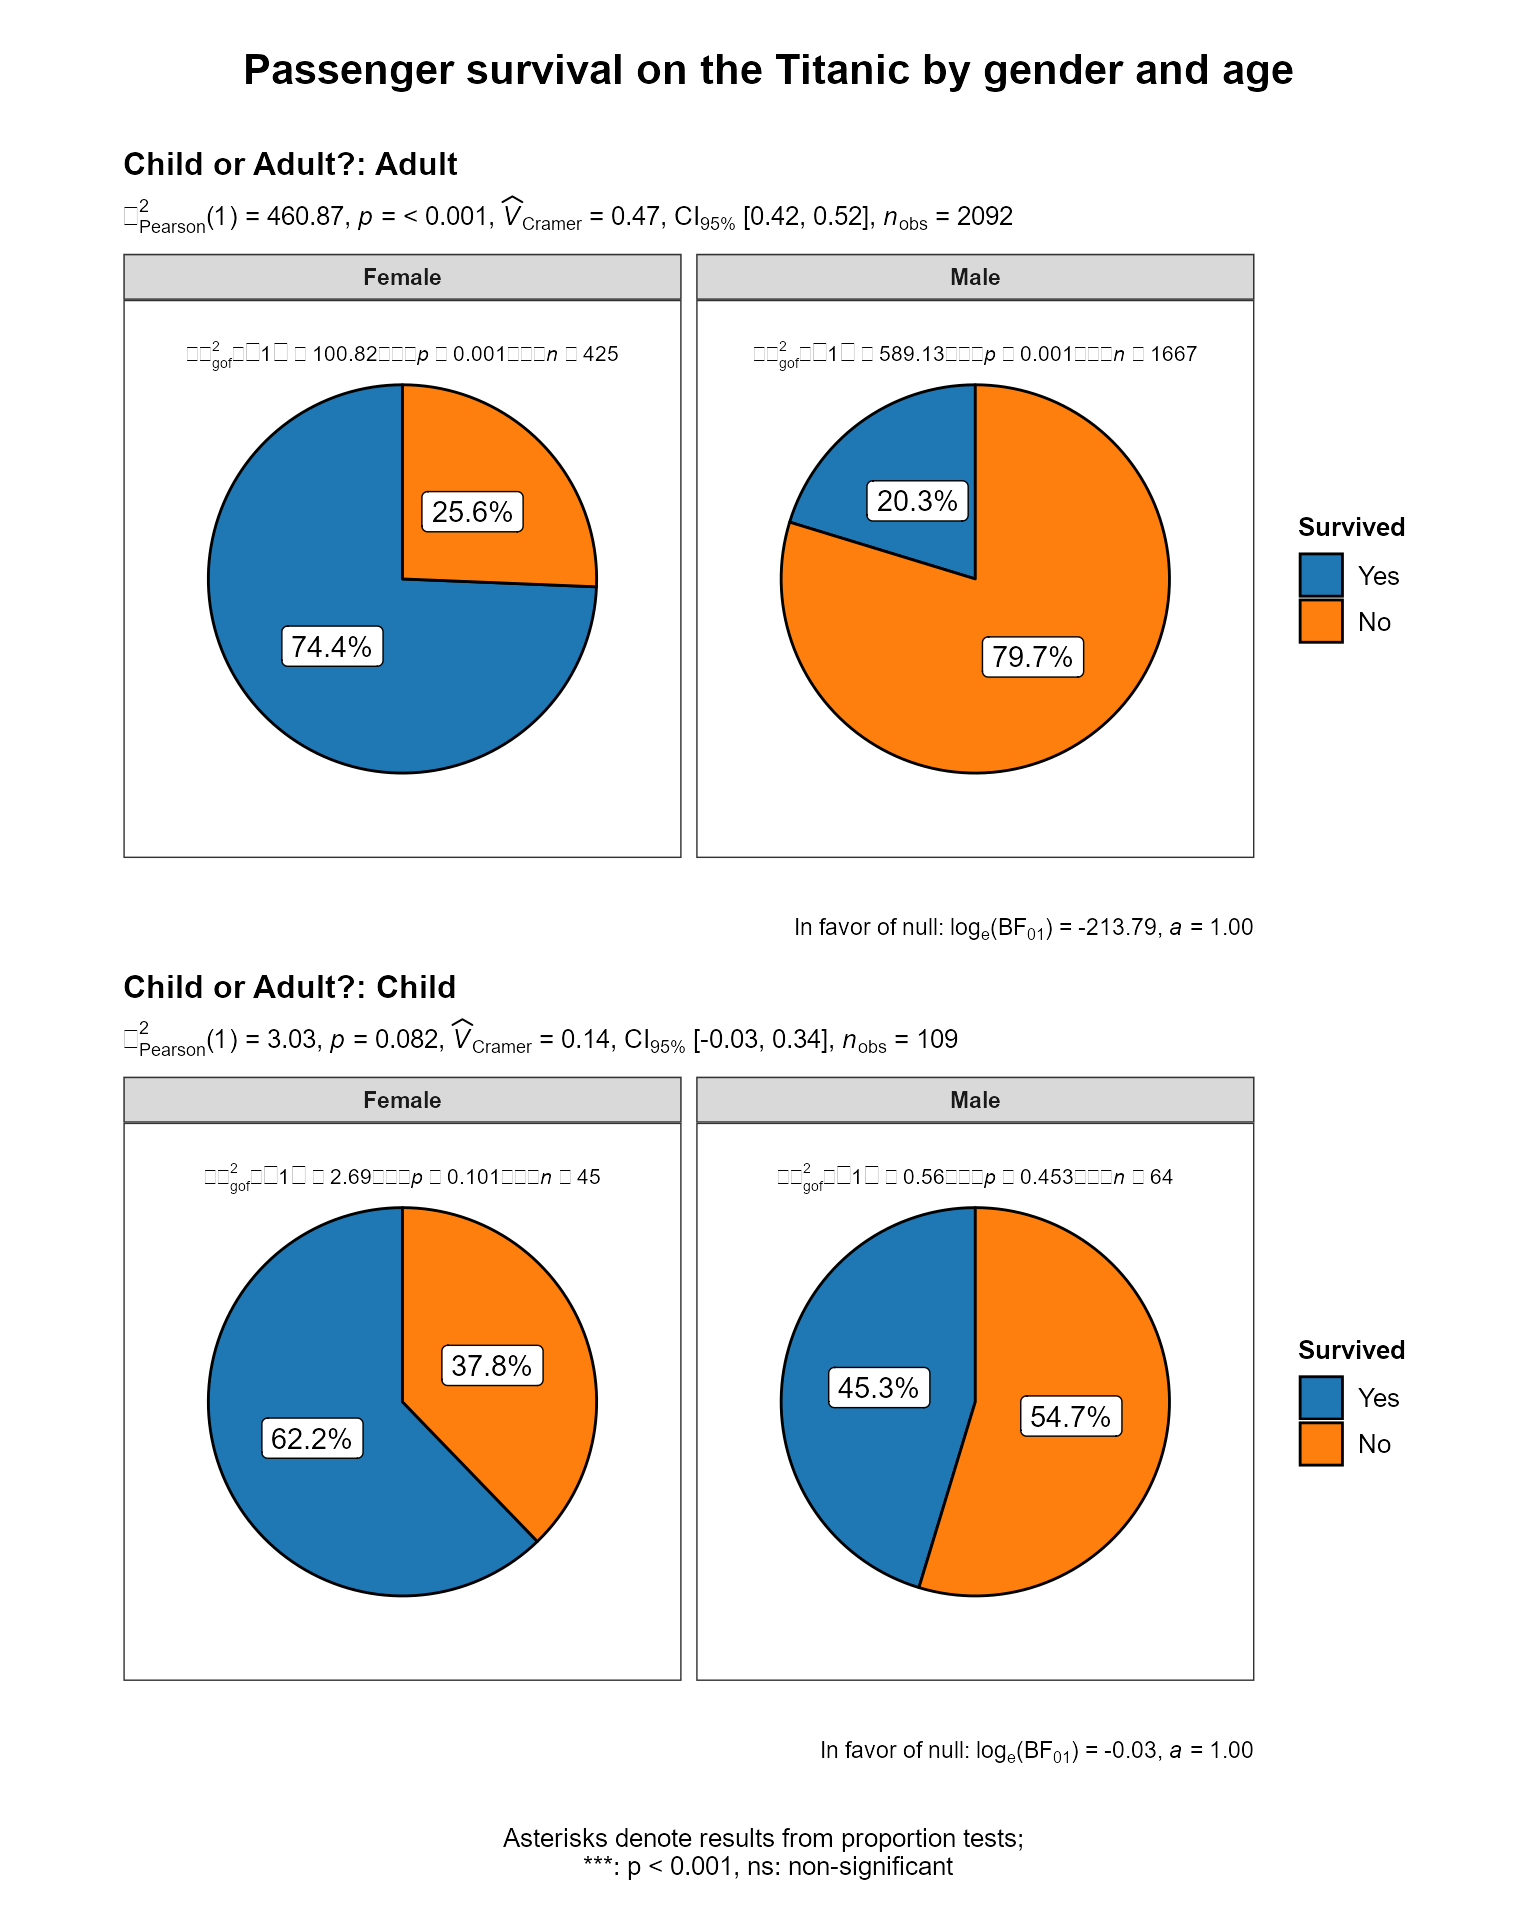 Passenger survival on the Titanic by gender and age
Child or Adult?: Adult
□²Pearson(1) = 460.87, p = < 0.001, V̂Cramer = 0.47, CI95% [0.42, 0.52], nobs = 2092
Female
Male
□□²gof□□1□ □ 100.82□□□p □ 0.001□□□n □ 425
□□²gof□□1□ □ 589.13□□□p □ 0.001□□□n □ 1667
25.6%
74.4%
20.3%
79.7%
Survived
Yes
No
In favor of null: loge(BF01) = -213.79, a = 1.00
Child or Adult?: Child
□²Pearson(1) = 3.03, p = 0.082, V̂Cramer = 0.14, CI95% [-0.03, 0.34], nobs = 109
Female
Male
□□²gof□□1□ □ 2.69□□□p □ 0.101□□□n □ 45
□□²gof□□1□ □ 0.56□□□p □ 0.453□□□n □ 64
37.8%
62.2%
45.3%
54.7%
Survived
Yes
No
In favor of null: loge(BF01) = -0.03, a = 1.00
Asterisks denote results from proportion tests;
***: p < 0.001, ns: non-significant